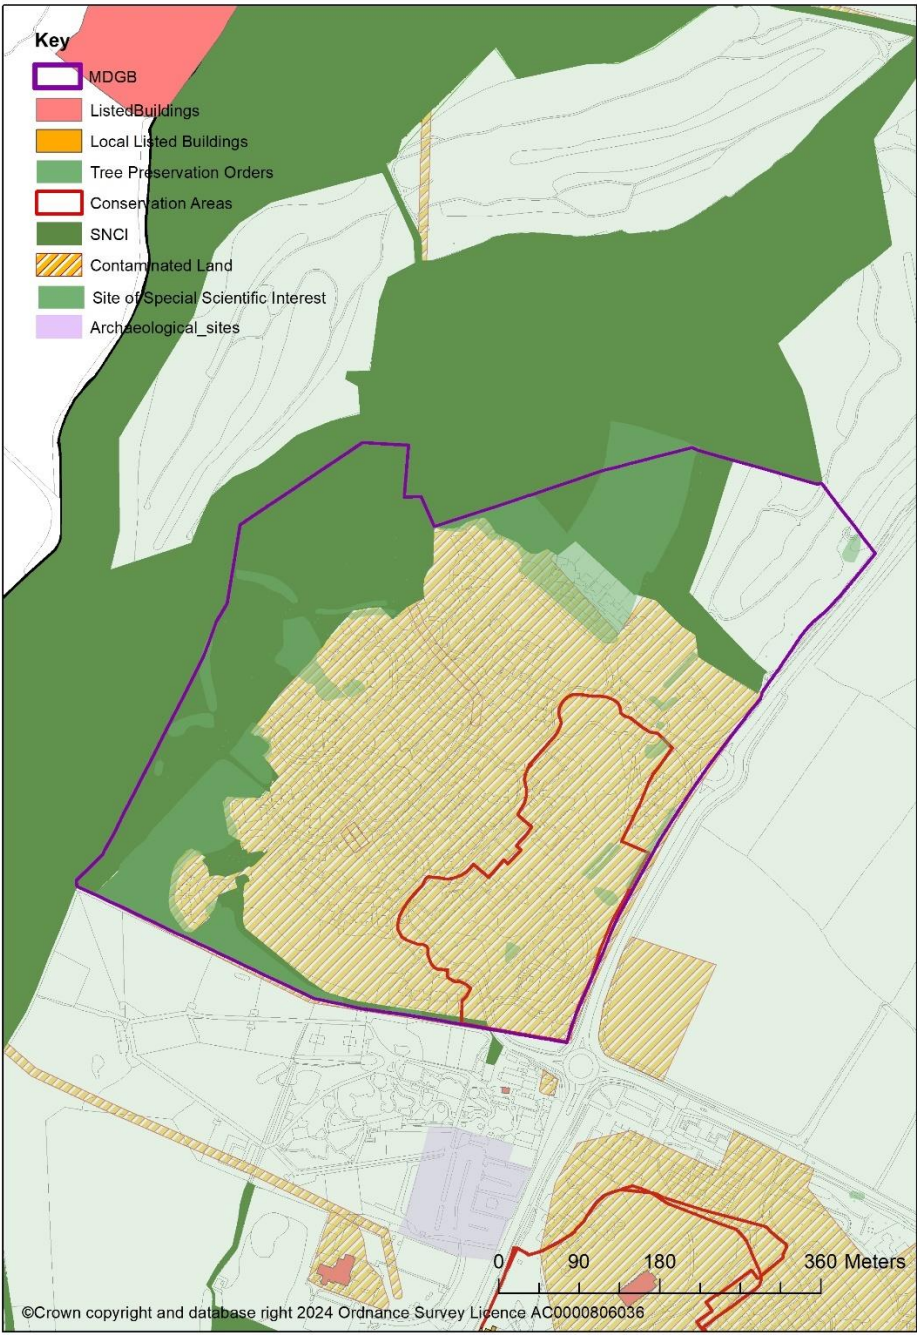 Key
MDGB
ListedBuildings
Local Listed Buildings
Tree Preservation Orders
Conservation Areas
SNCI
Contaminated Land
Site of Special Scientific Interest
Archaeological_sites
0 90 180 360 Meters
©Crown copyright and database right 2024 Ordnance Survey Licence AC0000806036